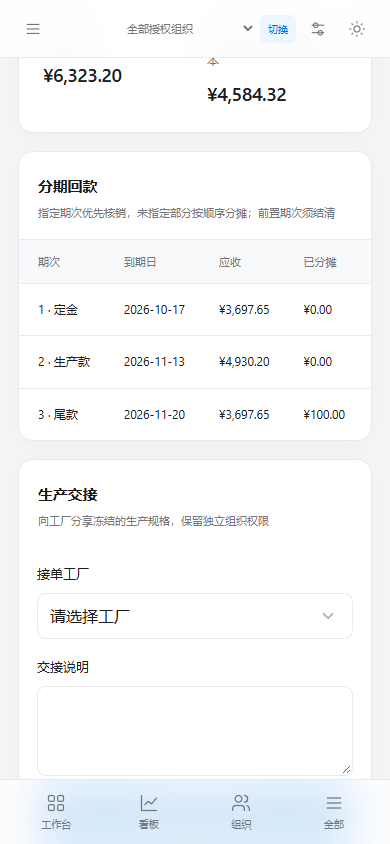 全部授权组织 切换
¥6,323.20
¥4,584.32
分期回款
指定期次优先核销，未指定部分按顺序分摊；前置期次须结清
期次 到期日 应收 已分摊
1 · 定金 2026-10-17 ¥3,697.65 ¥0.00
2 · 生产款 2026-11-13 ¥4,930.20 ¥0.00
3 · 尾款 2026-11-20 ¥3,697.65 ¥100.00
生产交接
向工厂分享冻结的生产规格，保留独立组织权限
接单工厂
请选择工厂
交接说明
工作台 看板 组织 全部